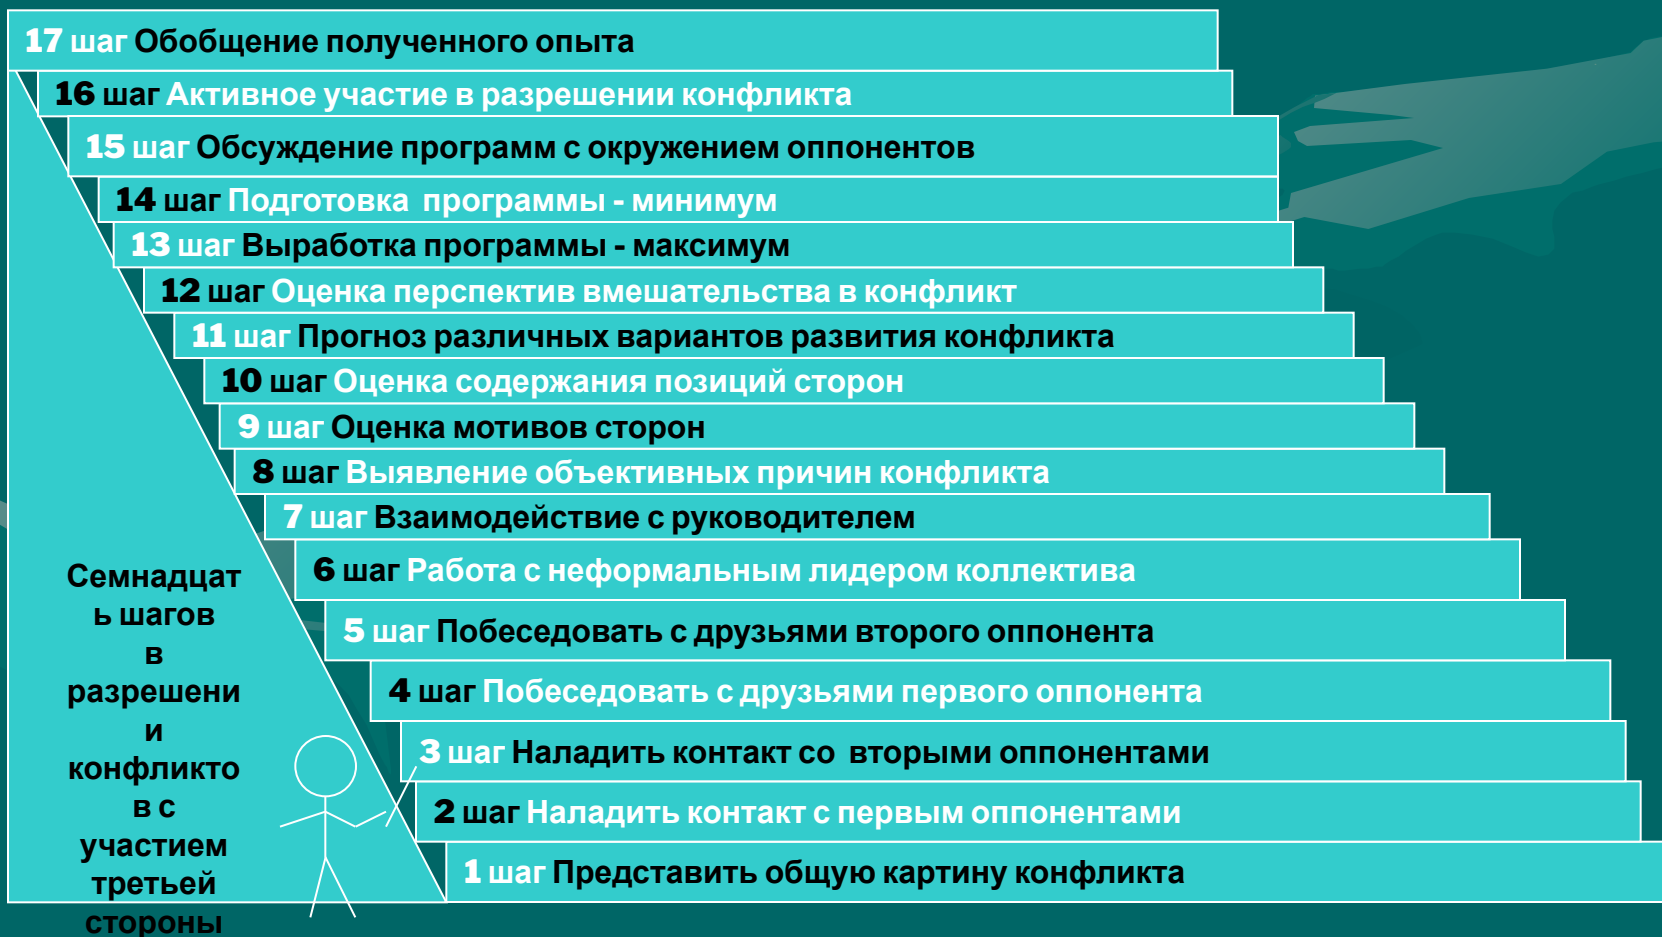 17 шаг Обобщение полученного опыта
16 шаг Активное участие в разрешении конфликта
15 шаг Обсуждение программ с окружением оппонентов
14 шаг Подготовка программы - минимум
13 шаг Выработка программы - максимум
12 шаг Оценка перспектив вмешательства в конфликт
11 шаг Прогноз различных вариантов развития конфликта
10 шаг Оценка содержания позиций сторон
9 шаг Оценка мотивов сторон
8 шаг Выявление объективных причин конфликта
7 шаг Взаимодействие с руководителем
6 шаг Работа с неформальным лидером коллектива
5 шаг Побеседовать с друзьями второго оппонента
4 шаг Побеседовать с друзьями первого оппонента
3 шаг Наладить контакт со вторыми оппонентами
2 шаг Наладить контакт с первым оппонентами
1 шаг Представить общую картину конфликта
Семнадцат
ь шагов
в
разрешени
и
конфликто
в с
участием
третьей
стороны